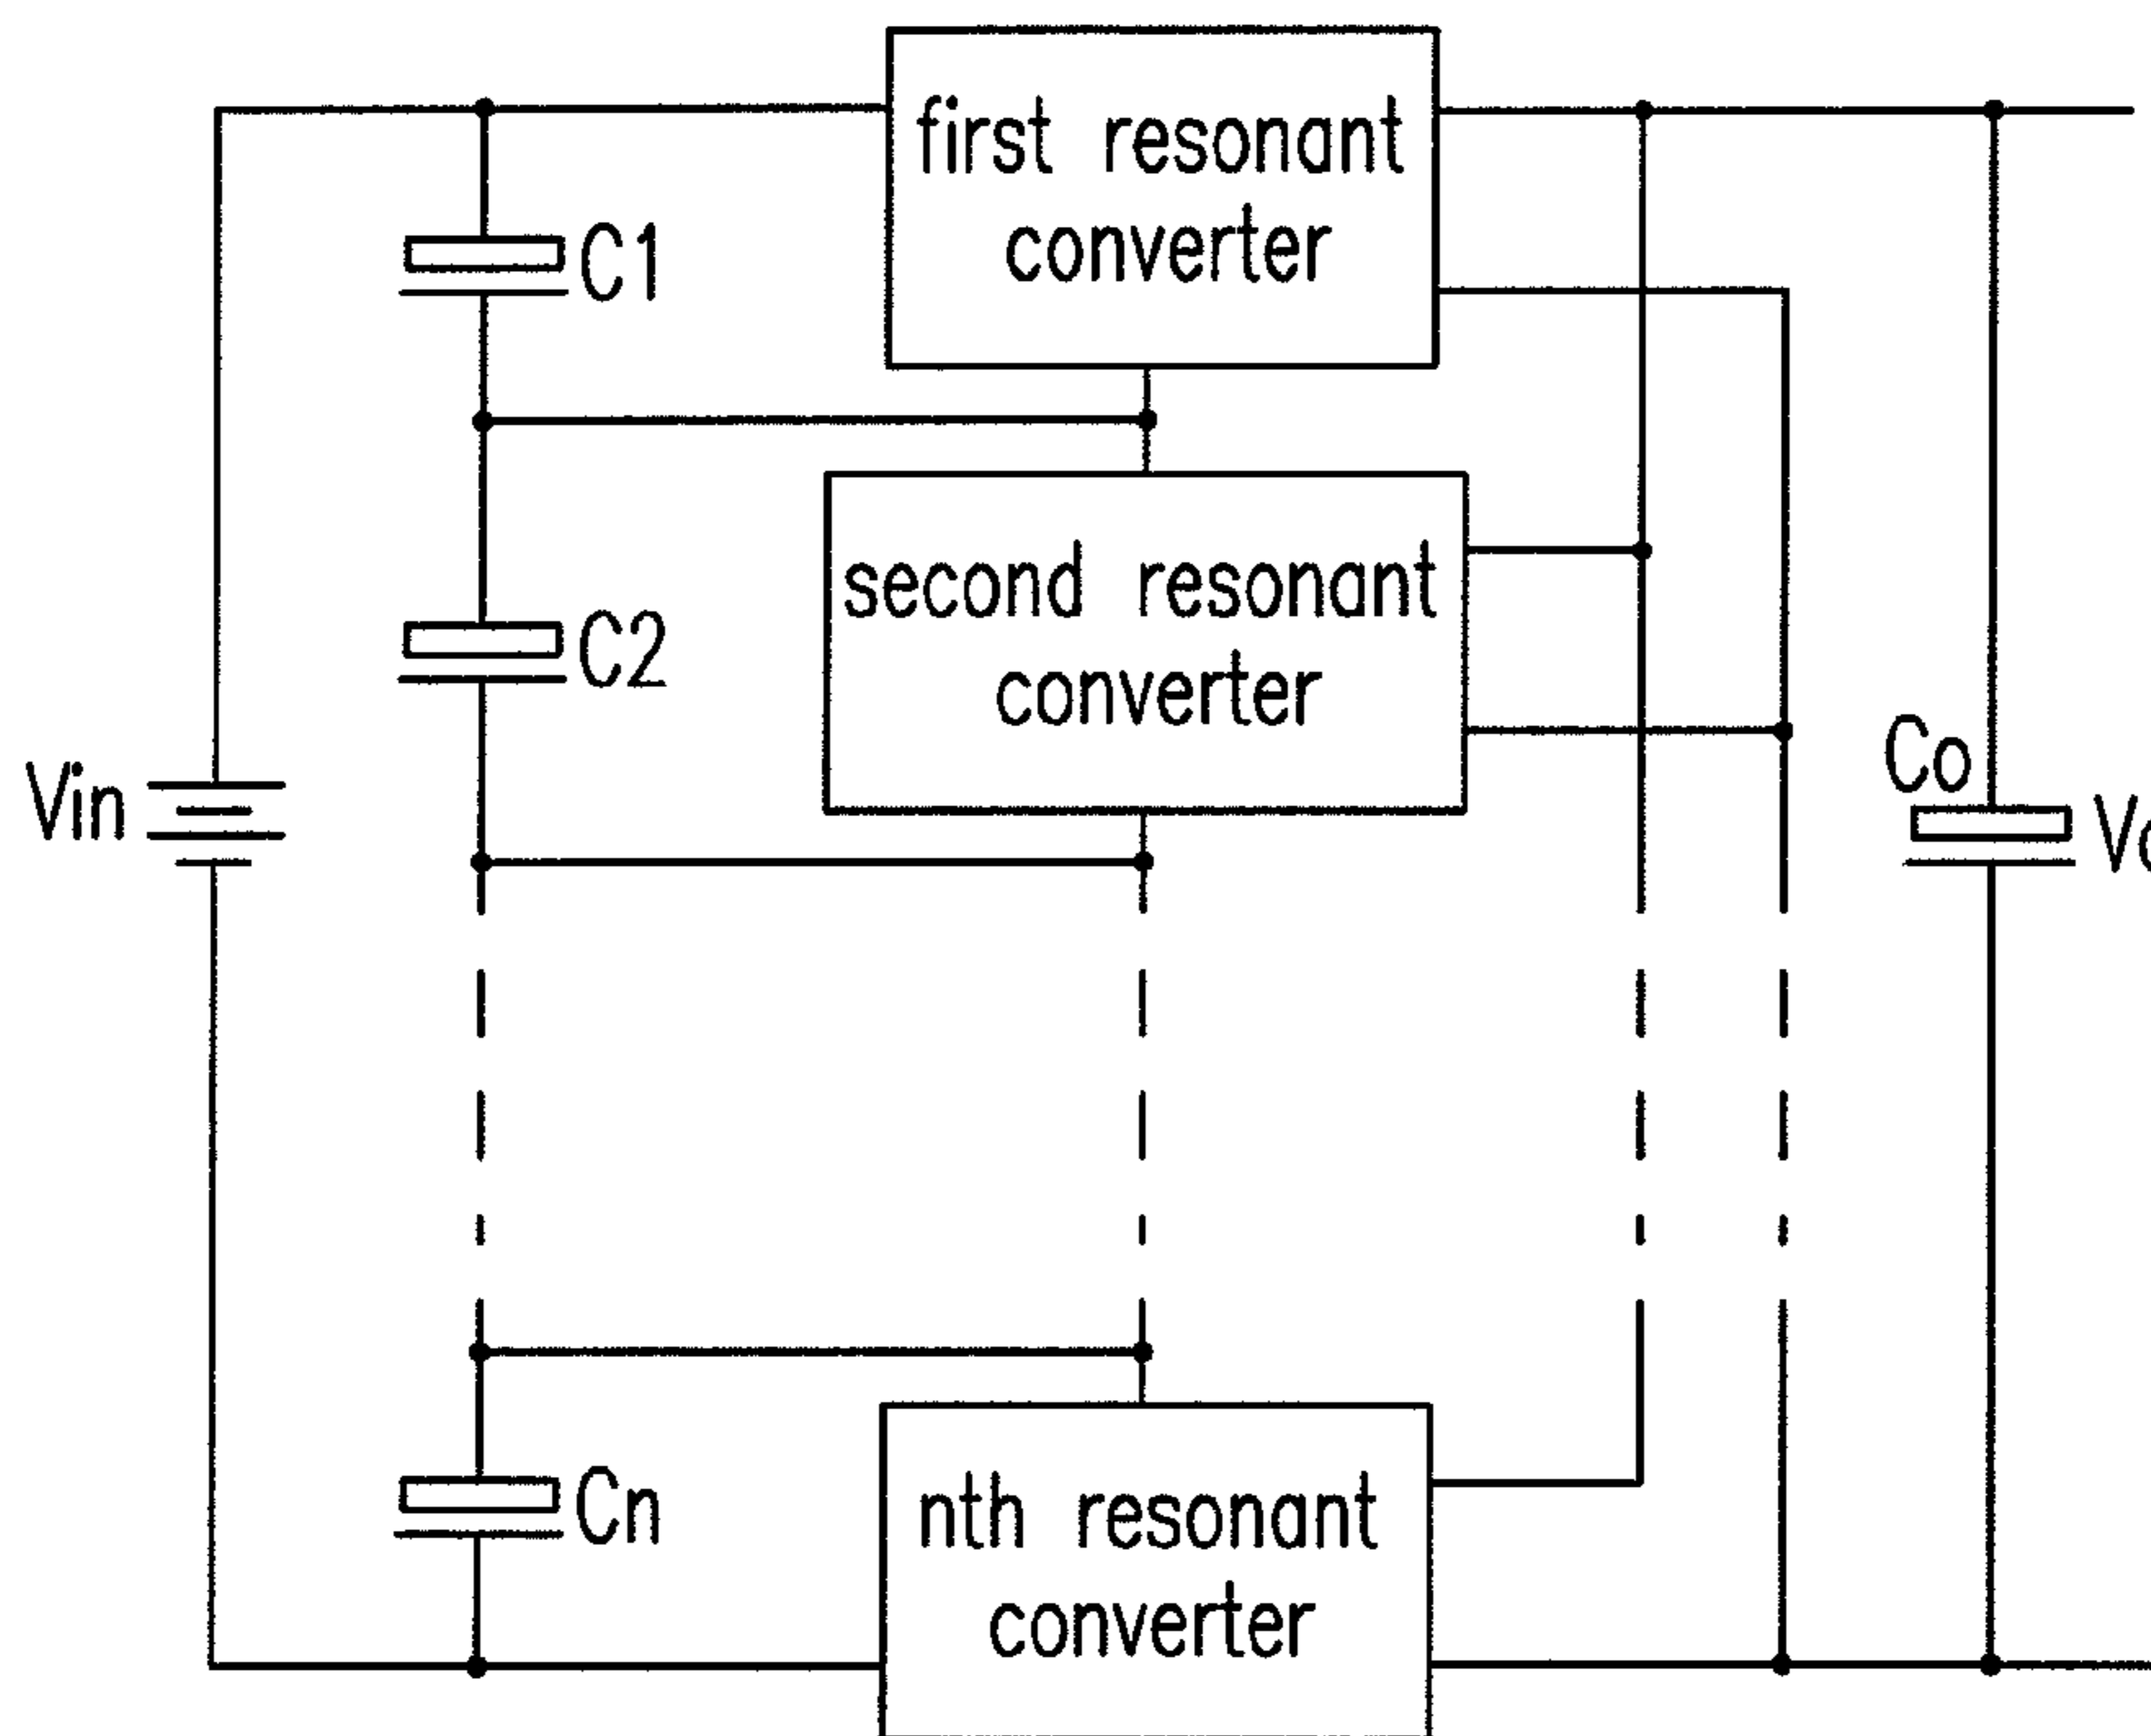 first resonant
converter
C1
second resonant
converter
C2
Vin
Co
nth resonant
converter
Cn